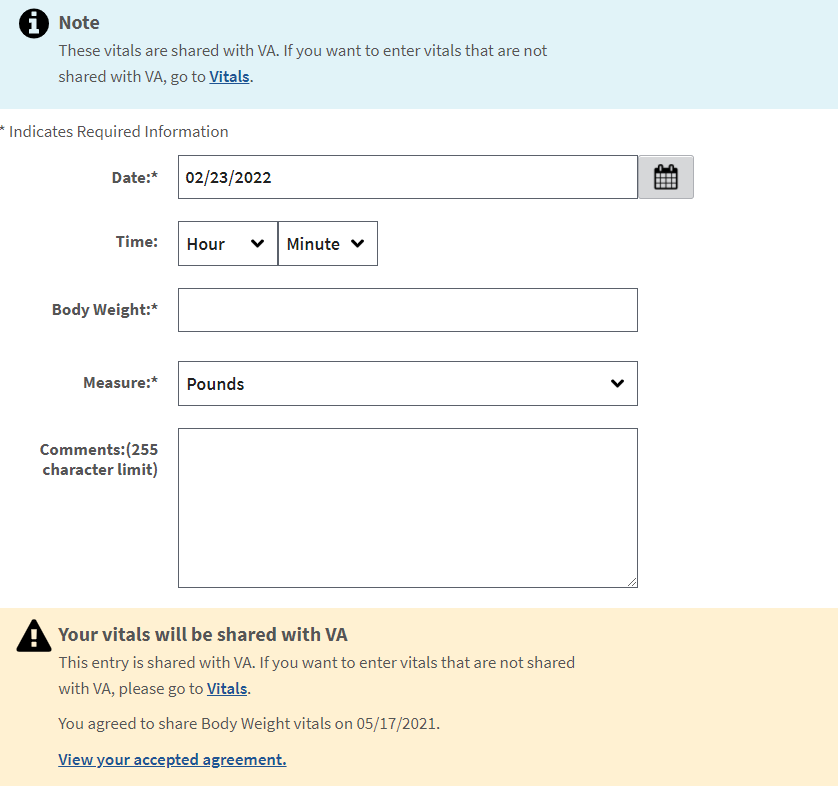 Note
These vitals are shared with VA. If you want to enter vitals that are not
shared with VA, go to Vitals.
* Indicates Required Information
Date:* 02/23/2022
Time: Hour Minute
Body Weight:*
Measure:* Pounds
Comments:(255
character limit)
Your vitals will be shared with VA
This entry is shared with VA. If you want to enter vitals that are not shared
with VA, please go to Vitals.
You agreed to share Body Weight vitals on 05/17/2021.
View your accepted agreement.